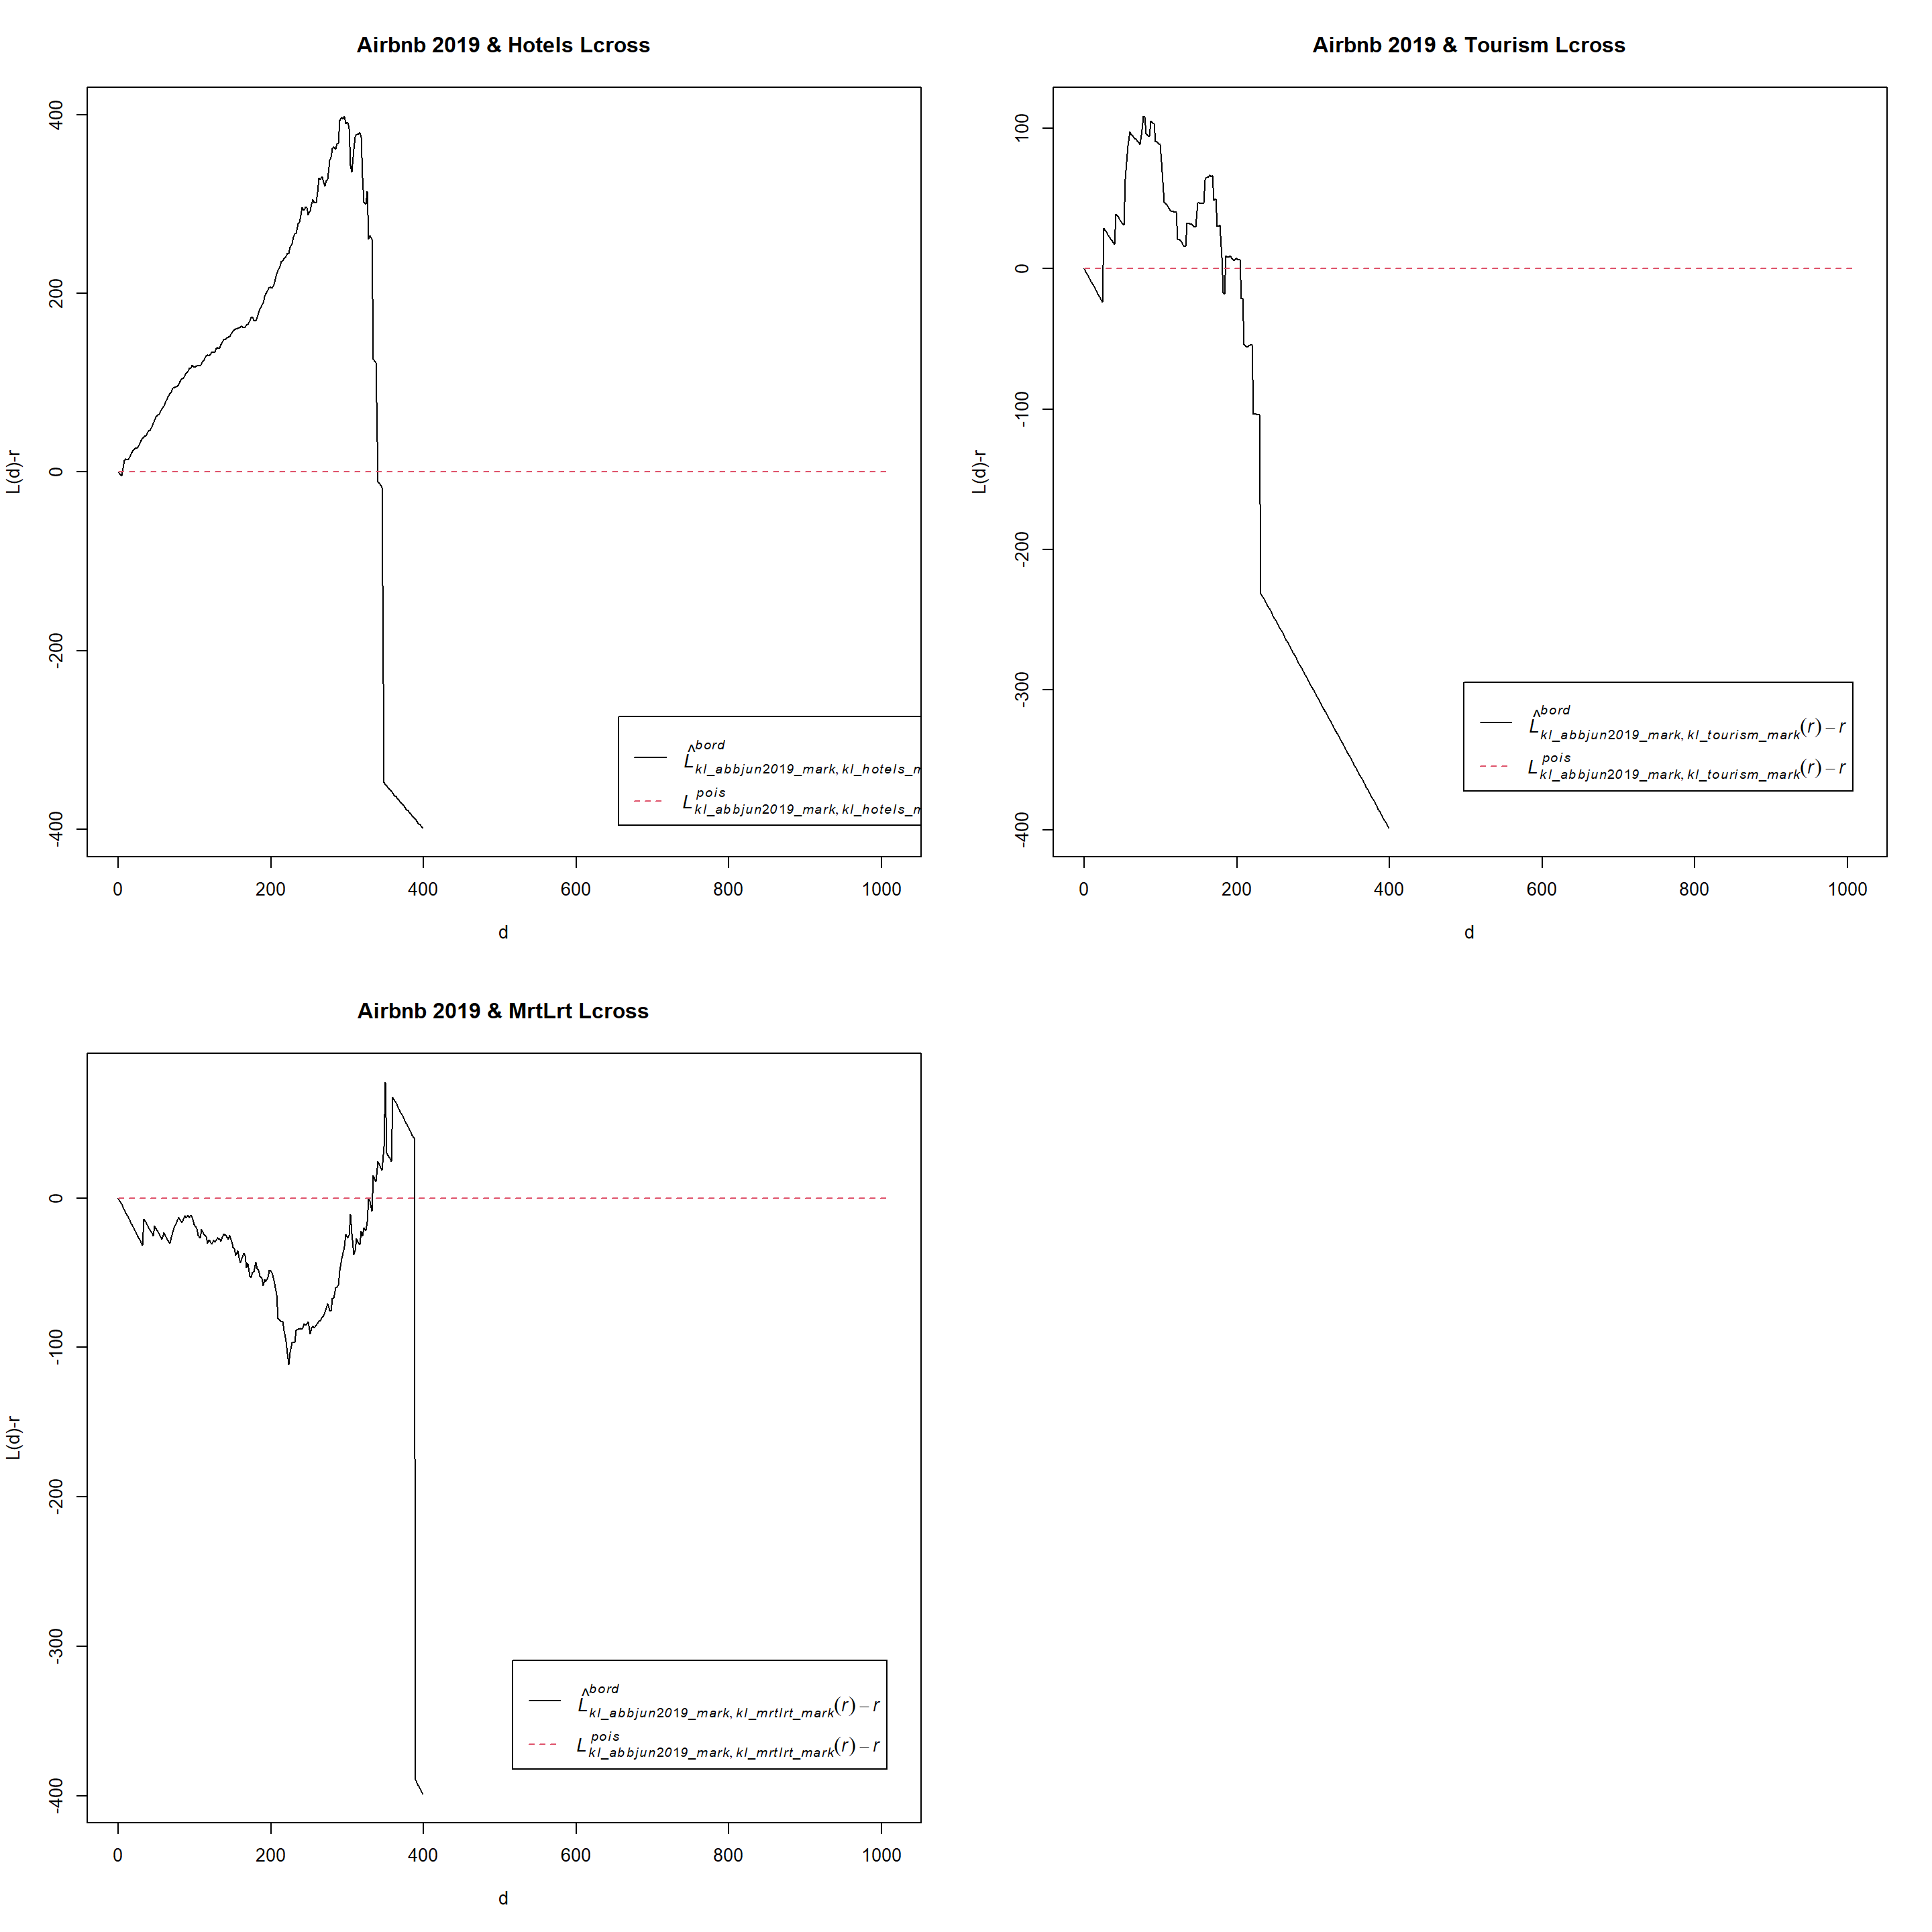 Airbnb 2019 & Hotels Lcross
L(d)-r
400
200
0
-200
-400
L̂ bord kl_abbjun2019_mark, kl_hotels_m
L pois kl_abbjun2019_mark, kl_hotels_m
0 200 400 600 800 1000
d
Airbnb 2019 & Tourism Lcross
L(d)-r
100
0
-100
-200
-300
-400
L̂ bord kl_abbjun2019_mark, kl_tourism_mark(r) – r
L pois kl_abbjun2019_mark, kl_tourism_mark(r) – r
0 200 400 600 800 1000
d
Airbnb 2019 & MrtLrt Lcross
L(d)-r
0
-100
-200
-300
-400
L̂ bord kl_abbjun2019_mark, kl_mrtlrt_mark(r) – r
L pois kl_abbjun2019_mark, kl_mrtlrt_mark(r) – r
0 200 400 600 800 1000
d